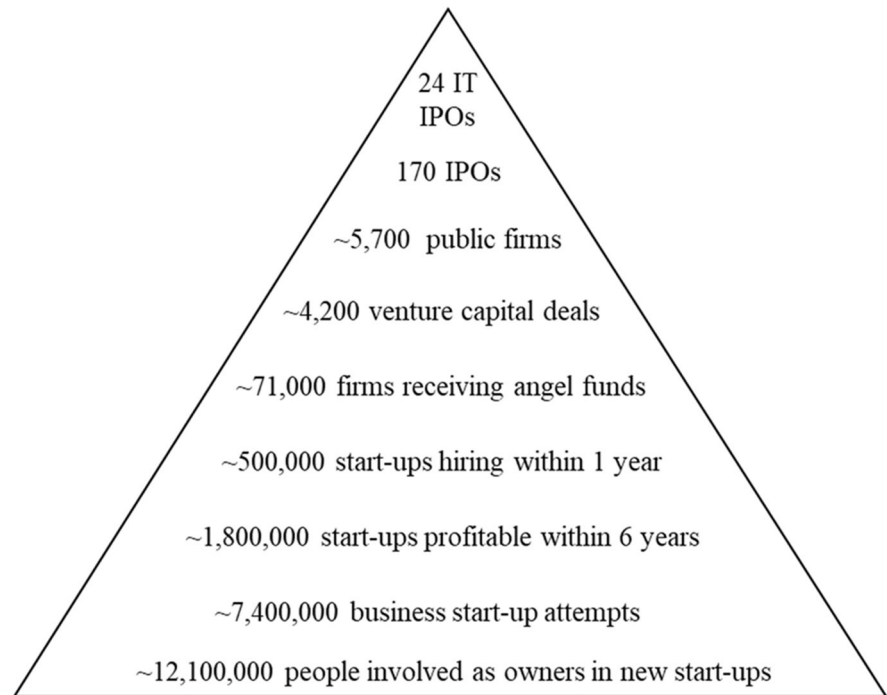 24 IT
IPOs
170 IPOs
~5,700 public firms
~4,200 venture capital deals
~71,000 firms receiving angel funds
~500,000 start-ups hiring within 1 year
~1,800,000 start-ups profitable within 6 years
~7,400,000 business start-up attempts
~12,100,000 people involved as owners in new start-ups